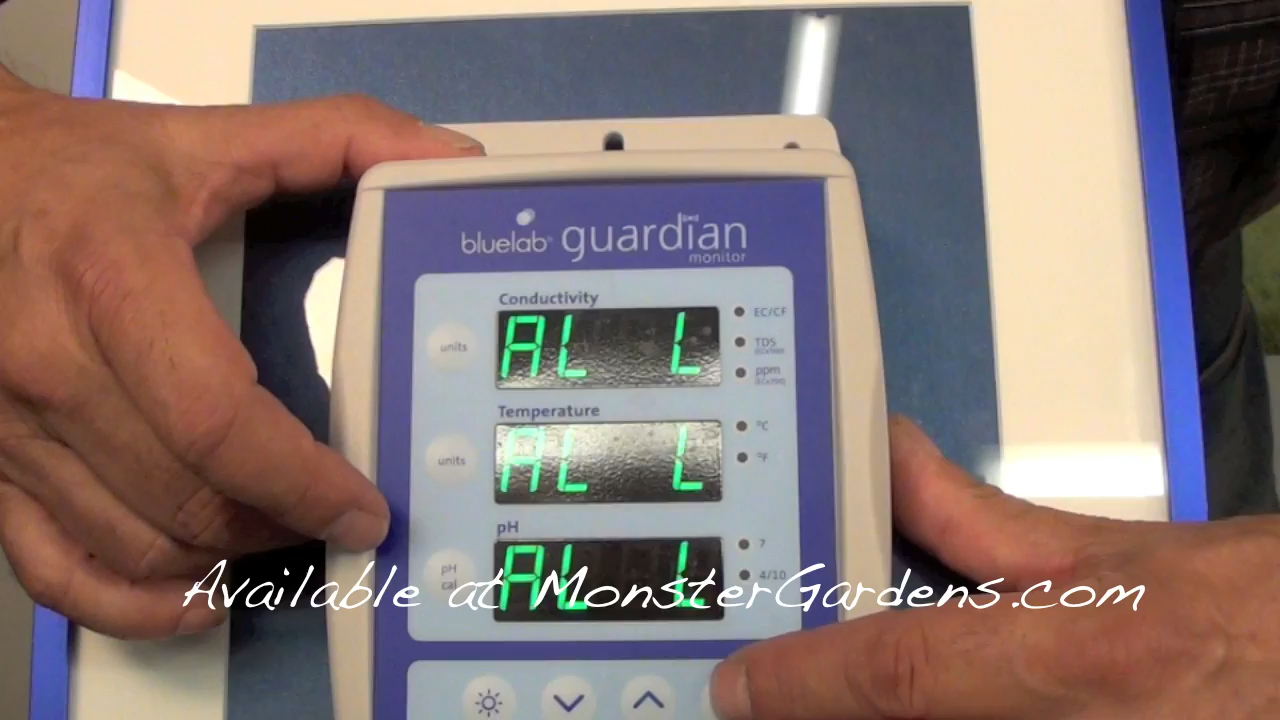 bluelab® guardian
monitor
Conductivity
units
AL L
EC/CF
TDS
ppm
Temperature
units
AL L
°C
°F
pH
pH
cal
AL L
7
4/10
Available at MonsterGardens.com